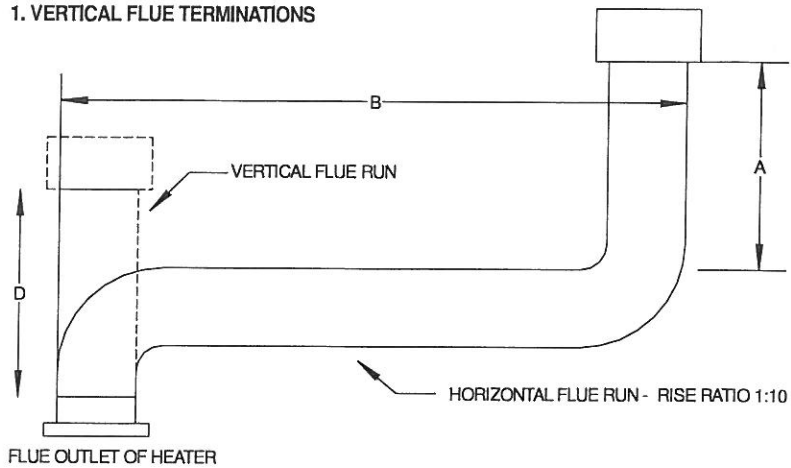 1. VERTICAL FLUE TERMINATIONS
B
A
VERTICAL FLUE RUN
D
HORIZONTAL FLUE RUN - RISE RATIO 1:10
FLUE OUTLET OF HEATER